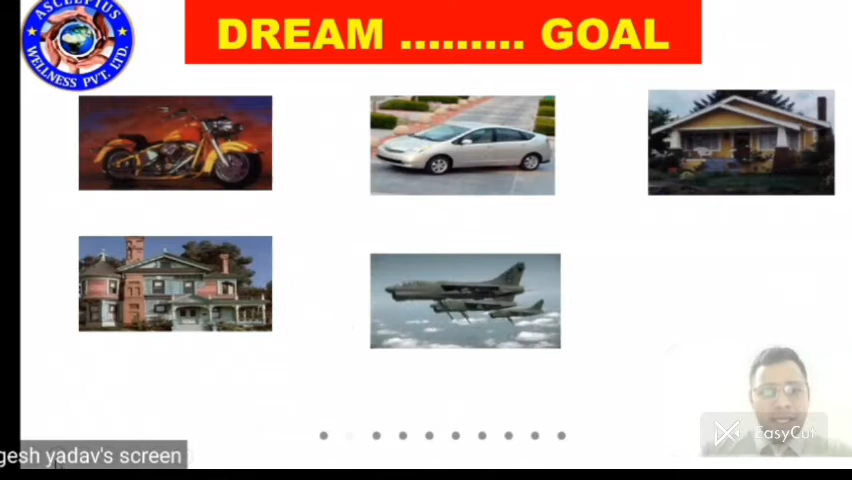 ASCLEPIUS
WELLNESS PVT. LTD.
DREAM ......... GOAL
EasyCut
gesh yadav's screen